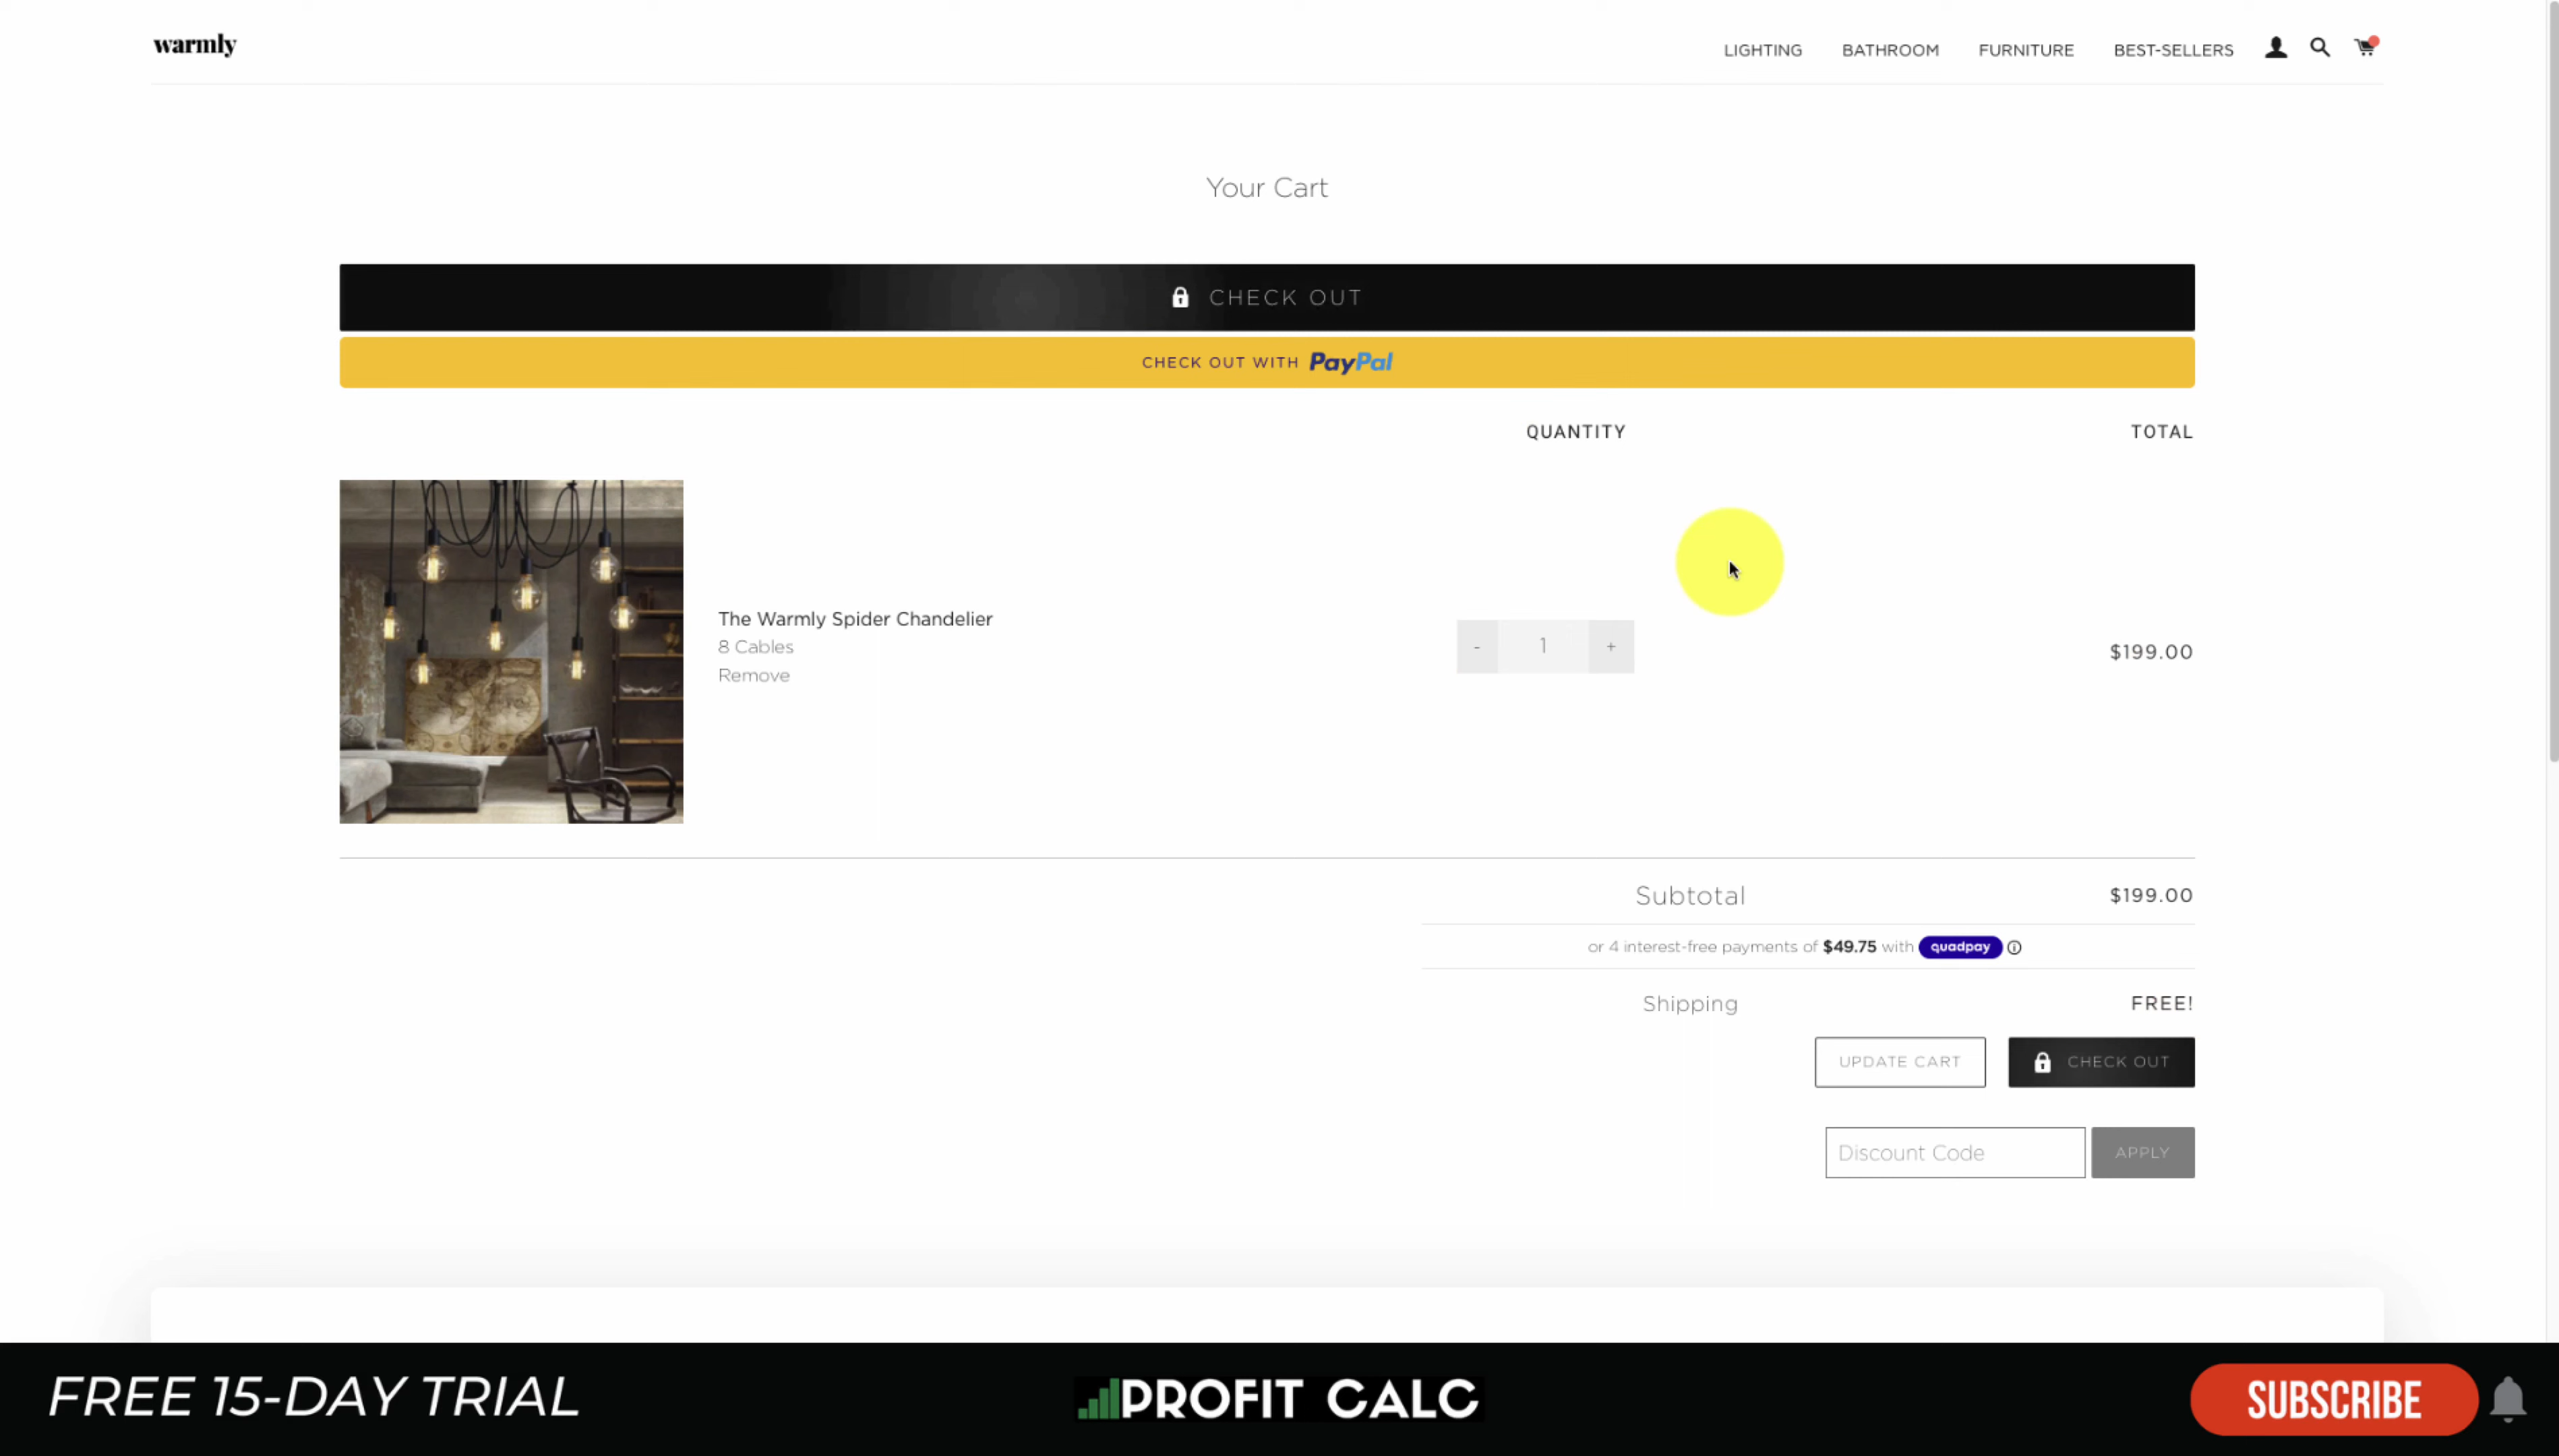 warmly
LIGHTING BATHROOM FURNITURE BEST-SELLERS
Your Cart
CHECK OUT
CHECK OUT WITH PayPal
QUANTITY TOTAL
The Warmly Spider Chandelier
8 Cables
Remove
- 1 +
$199.00
Subtotal $199.00
or 4 interest-free payments of $49.75 with quadpay
Shipping FREE!
UPDATE CART CHECK OUT
Discount Code APPLY
FREE 15-DAY TRIAL PROFIT CALC SUBSCRIBE